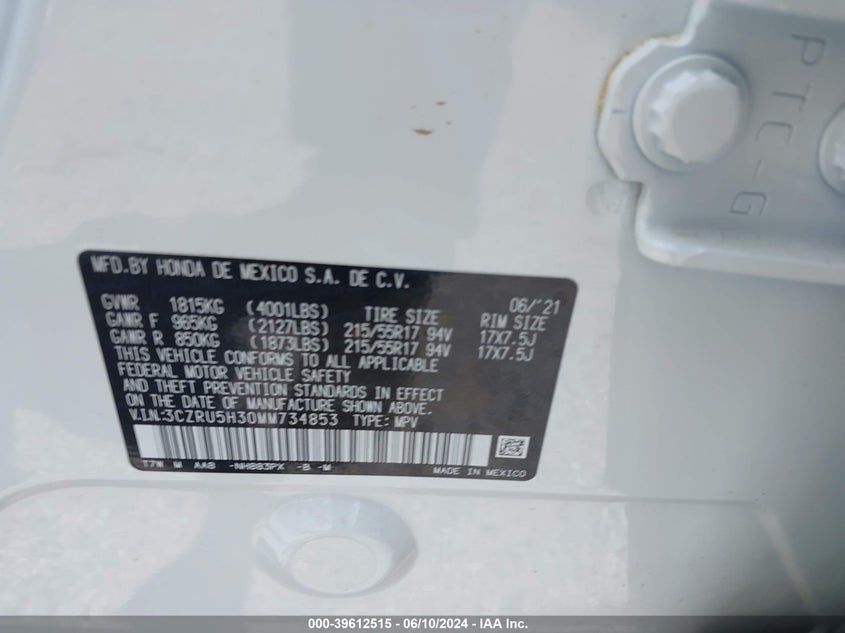 PTC-G
MFD. BY HONDA DE MEXICO S.A. DE C.V.
06/'21
GVWR 1815KG (4001LBS) TIRE SIZE RIM SIZE
GAWR F 965KG (2127LBS) 215/55R17 94V 17X7.5J
GAWR R 850KG (1873LBS) 215/55R17 94V 17X7.5J
THIS VEHICLE CONFORMS TO ALL APPLICABLE
FEDERAL MOTOR VEHICLE SAFETY
AND THEFT PREVENTION STANDARDS IN EFFECT
ON THE DATE OF MANUFACTURE SHOWN ABOVE.
V.I.N.:3CZRU5H30MM734853 TYPE: MPV
T7W M AA8 -NH883PX -B -M
MADE IN MEXICO
000-39612515 - 06/10/2024 - IAA Inc.